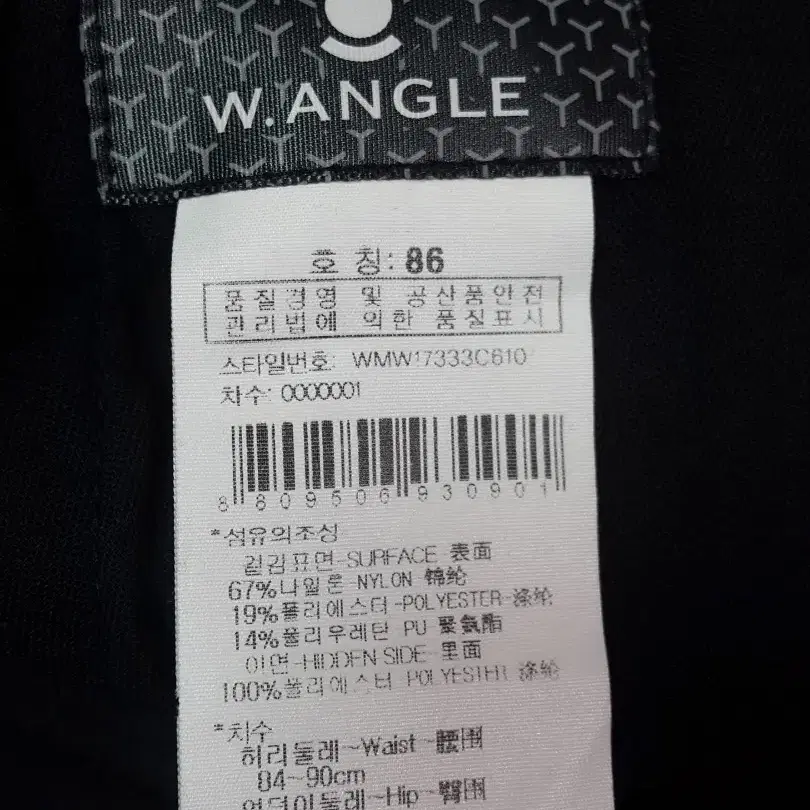 W.ANGLE
호 칭: 86
품질경영 및 공산품안전
관리법에 의한 품질표시
스타일번호: WMW17333C610
차수: 0000001
8809506930901
*섬유의조성
겉감표면-SURFACE 表面
67%나일론-NYLON 锦纶
19%폴리에스터-POLYESTER-涤纶
14%폴리우레탄 PU 聚氨酯
이면-HIDDEN SIDE-里面
100%폴리에스터 POLYESTER 涤纶
*치수
허리둘레~Waist -腰围
84~90cm
엉덩이둘레~Hip-臀围